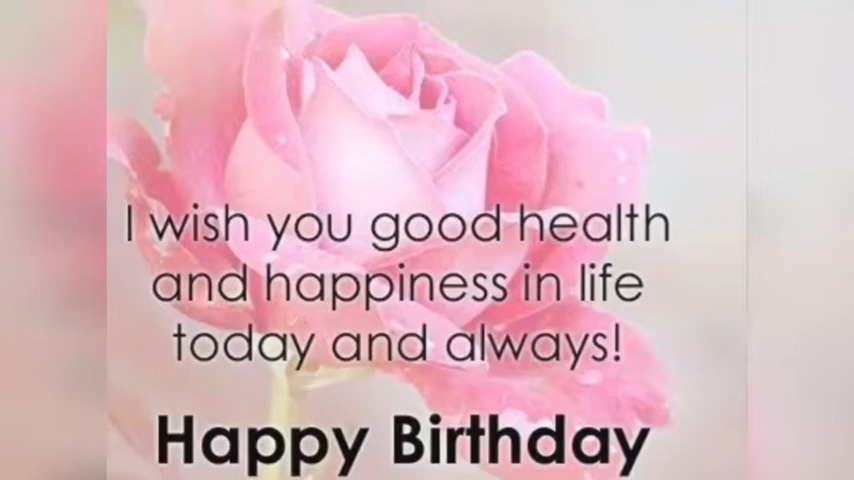 I wish you good health
and happiness in life
today and always!
Happy Birthday